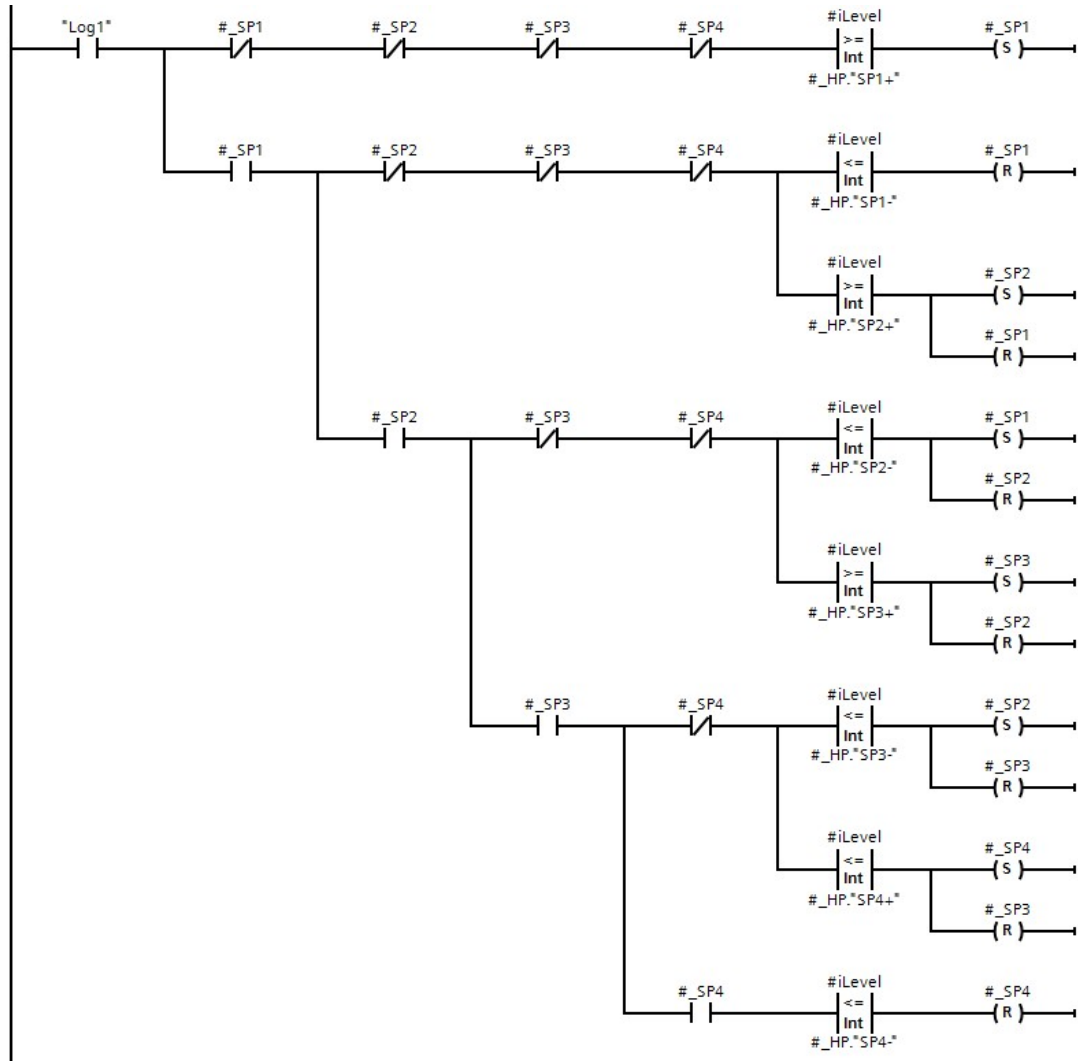 "Log1" #_SP1 #_SP2 #_SP3 #_SP4 #iLevel #_SP1
>= S
Int
#_HP."SP1+"
#_SP1 #_SP2 #_SP3 #_SP4 #iLevel #_SP1
<= R
Int
#_HP."SP1-"
#iLevel #_SP2
>= S
Int
#_HP."SP2+" #_SP1
R
#_SP2 #_SP3 #_SP4 #iLevel #_SP1
<= S
Int
#_HP."SP2-" #_SP2
R
#iLevel #_SP3
>= S
Int
#_HP."SP3+" #_SP2
R
#_SP3 #_SP4 #iLevel #_SP2
<= S
Int
#_HP."SP3-" #_SP3
R
#iLevel #_SP4
<= S
Int
#_HP."SP4+" #_SP3
R
#_SP4 #iLevel #_SP4
<= R
Int
#_HP."SP4-"